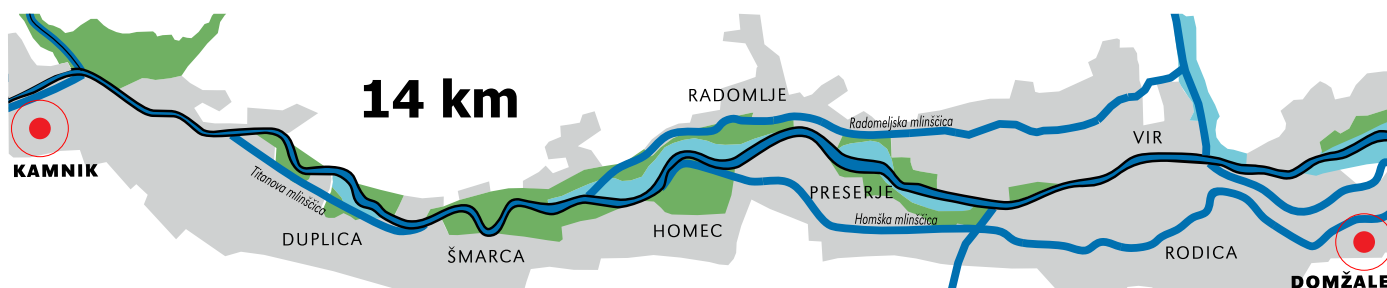 14 km
RADOMLJE
Radomeljska mlinščica
VIR
KAMNIK
Titanova mlinščica
PRESERJE
Homška mlinščica
DUPLICA
ŠMARCA
HOMEC
RODICA
DOMŽALE